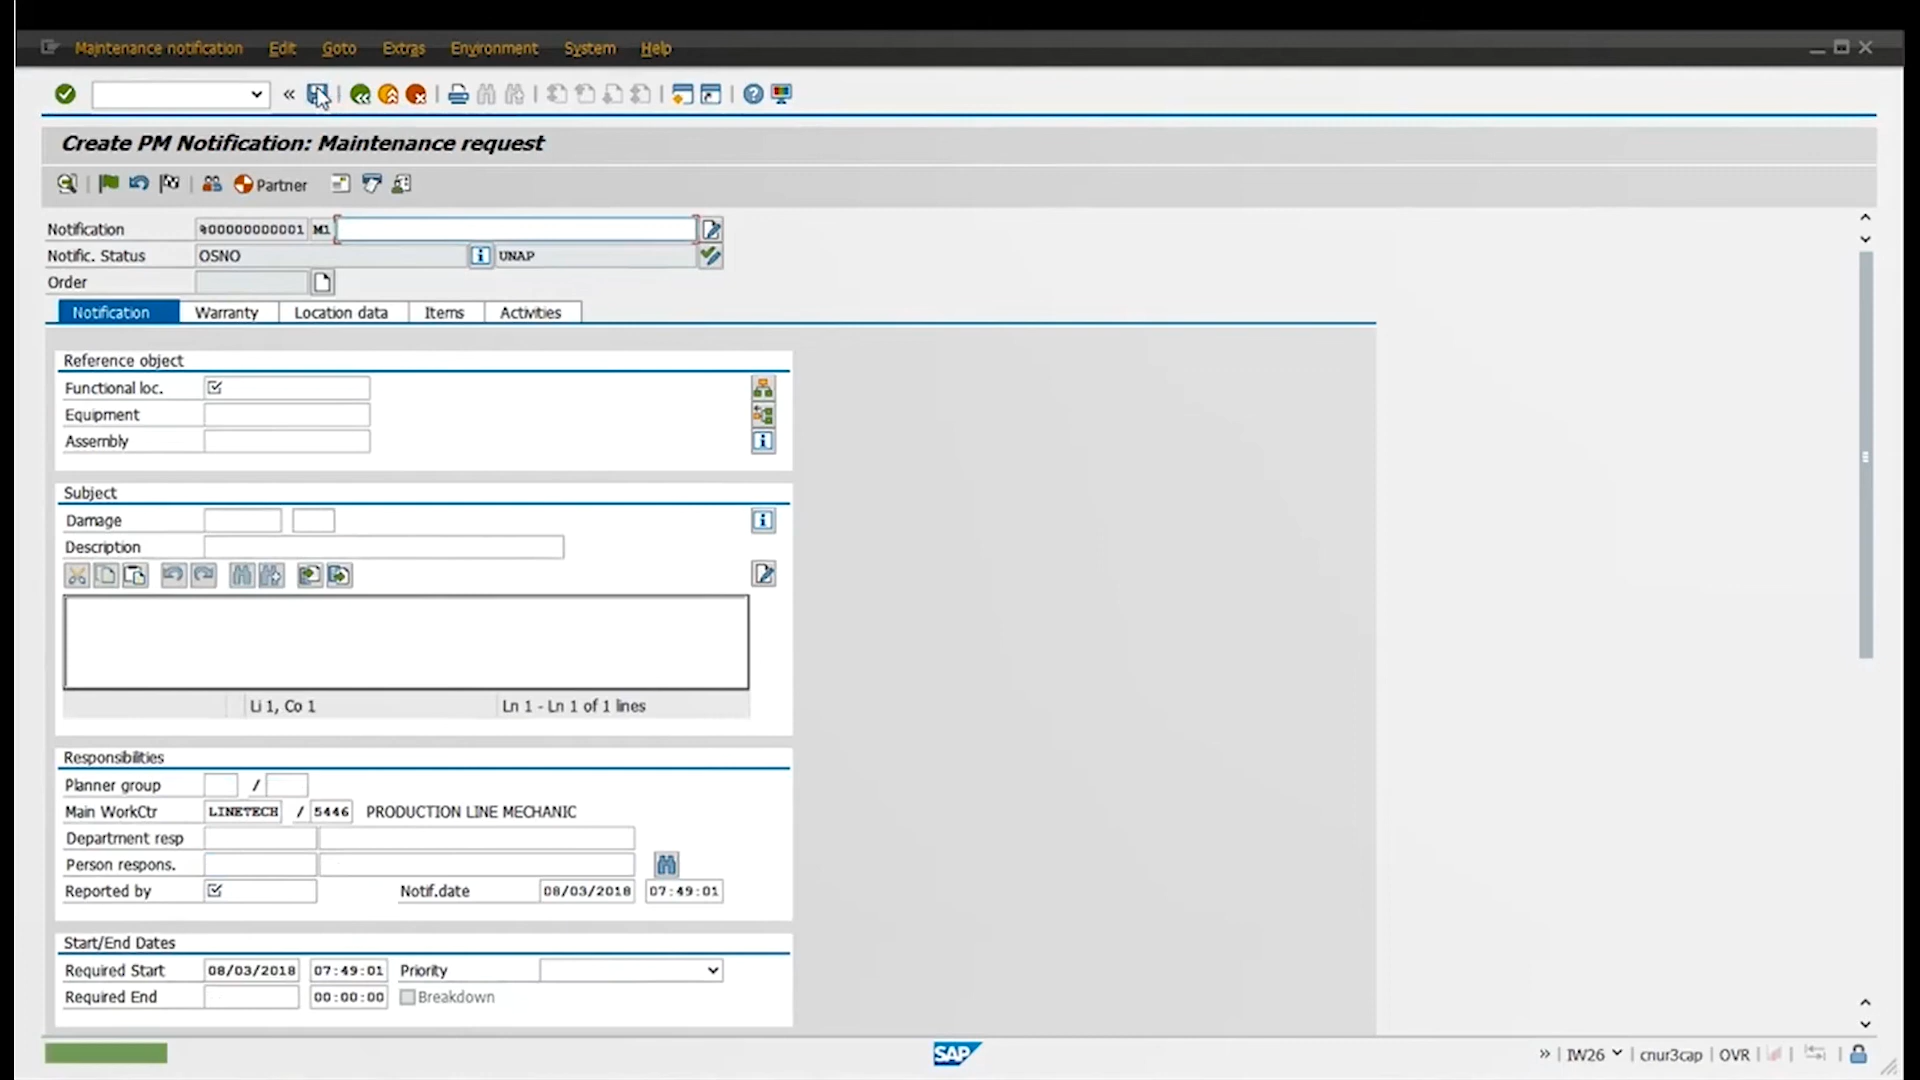 Maintenance notification Edit Goto Extras Environment System Help
Create PM Notification: Maintenance request
Partner
Notification %00000000001 M1
Notific. Status OSNO UNAP
Order
Notification Warranty Location data Items Activities
Reference object
Functional loc.
Equipment
Assembly
Subject
Damage
Description
Li 1, Co 1 Ln 1 - Ln 1 of 1 lines
Responsibilities
Planner group /
Main WorkCtr LINETECH / 5446 PRODUCTION LINE MECHANIC
Department resp
Person respons.
Reported by Notif.date 08/03/2018 07:49:01
Start/End Dates
Required Start 08/03/2018 07:49:01 Priority
Required End 00:00:00 Breakdown
SAP IW26 cnur3cap OVR